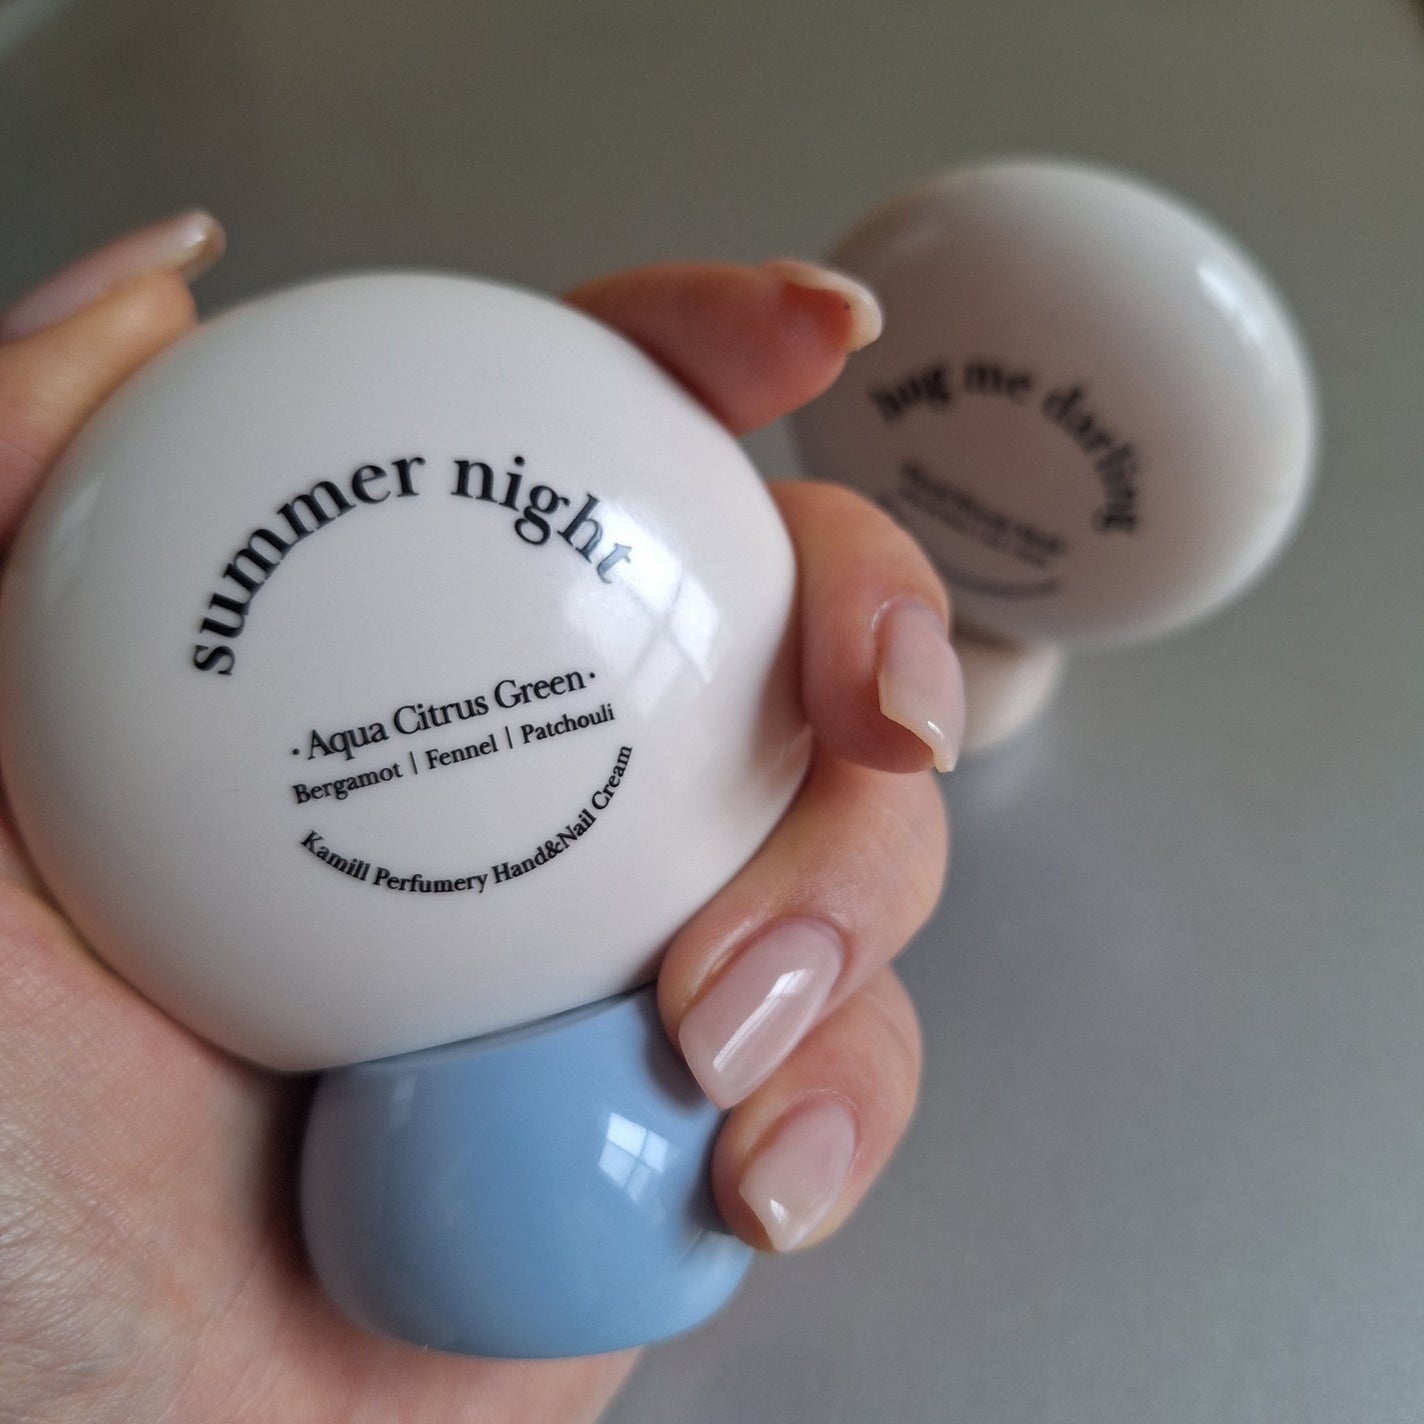 summer night
· Aqua Citrus Green ·
Bergamot | Fennel | Patchouli
Kamill Perfumery Hand&Nail Cream
hug me darling